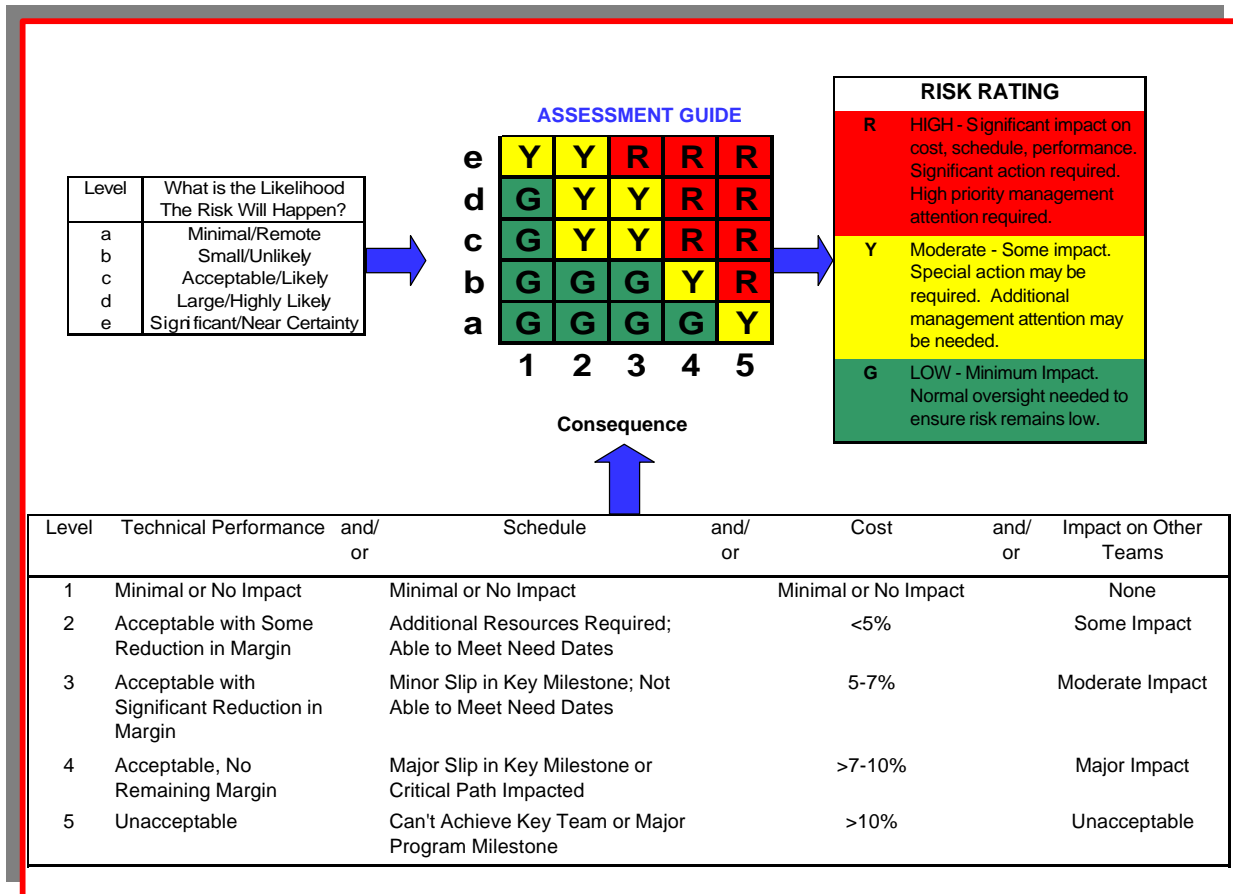 ASSESSMENT GUIDE
Level What is the Likelihood
The Risk Will Happen?
a Minimal/Remote
b Small/Unlikely
c Acceptable/Likely
d Large/Highly Likely
e Significant/Near Certainty
e Y Y R R R
d G Y Y R R
c G Y Y R R
b G G G Y R
a G G G G Y
1 2 3 4 5
Consequence
RISK RATING
R HIGH - Significant impact on
cost, schedule, performance.
Significant action required.
High priority management
attention required.
Y Moderate - Some impact.
Special action may be
required. Additional
management attention may
be needed.
G LOW - Minimum Impact.
Normal oversight needed to
ensure risk remains low.
Level Technical Performance and/ Schedule and/ Cost and/ Impact on Other
or or or Teams
1 Minimal or No Impact Minimal or No Impact Minimal or No Impact None
2 Acceptable with Some Additional Resources Required; <5% Some Impact
Reduction in Margin Able to Meet Need Dates
3 Acceptable with Minor Slip in Key Milestone; Not 5-7% Moderate Impact
Significant Reduction in Able to Meet Need Dates
Margin
4 Acceptable, No Major Slip in Key Milestone or >7-10% Major Impact
Remaining Margin Critical Path Impacted
5 Unacceptable Can't Achieve Key Team or Major >10% Unacceptable
Program Milestone